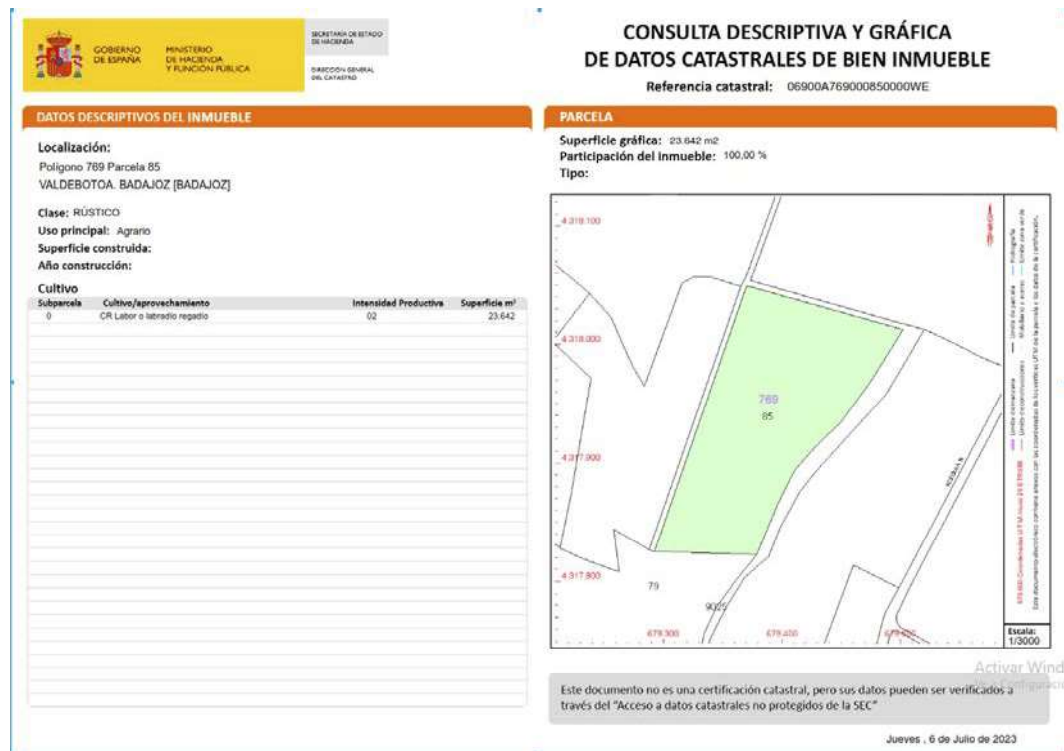 GOBIERNO
DE ESPAÑA
MINISTERIO
DE HACIENDA
Y FUNCIÓN PÚBLICA
SECRETARÍA DE ESTADO
DE HACIENDA
DIRECCIÓN GENERAL
DEL CATASTRO
CONSULTA DESCRIPTIVA Y GRÁFICA
DE DATOS CATASTRALES DE BIEN INMUEBLE
Referencia catastral: 06900A769000850000WE
DATOS DESCRIPTIVOS DEL INMUEBLE
Localización:
Polígono 769 Parcela 85
VALDEBOTOA. BADAJOZ [BADAJOZ]
Clase: RÚSTICO
Uso principal: Agrario
Superficie construida:
Año construcción:
Cultivo
Subparcela Cultivo/aprovechamiento Intensidad Productiva Superficie m²
0 CR Labor o labradío regadío 02 23.642
PARCELA
Superficie gráfica: 23.642 m2
Participación del inmueble: 100,00 %
Tipo:
4.318.000
769
85
4.317.900
4.317.800
79
9025
679.300 679.400
Escala:
1/3000
Activar Wind
Este documento no es una certificación catastral, pero sus datos pueden ser verificados a
través del "Acceso a datos catastrales no protegidos de la SEC"
Jueves , 6 de Julio de 2023